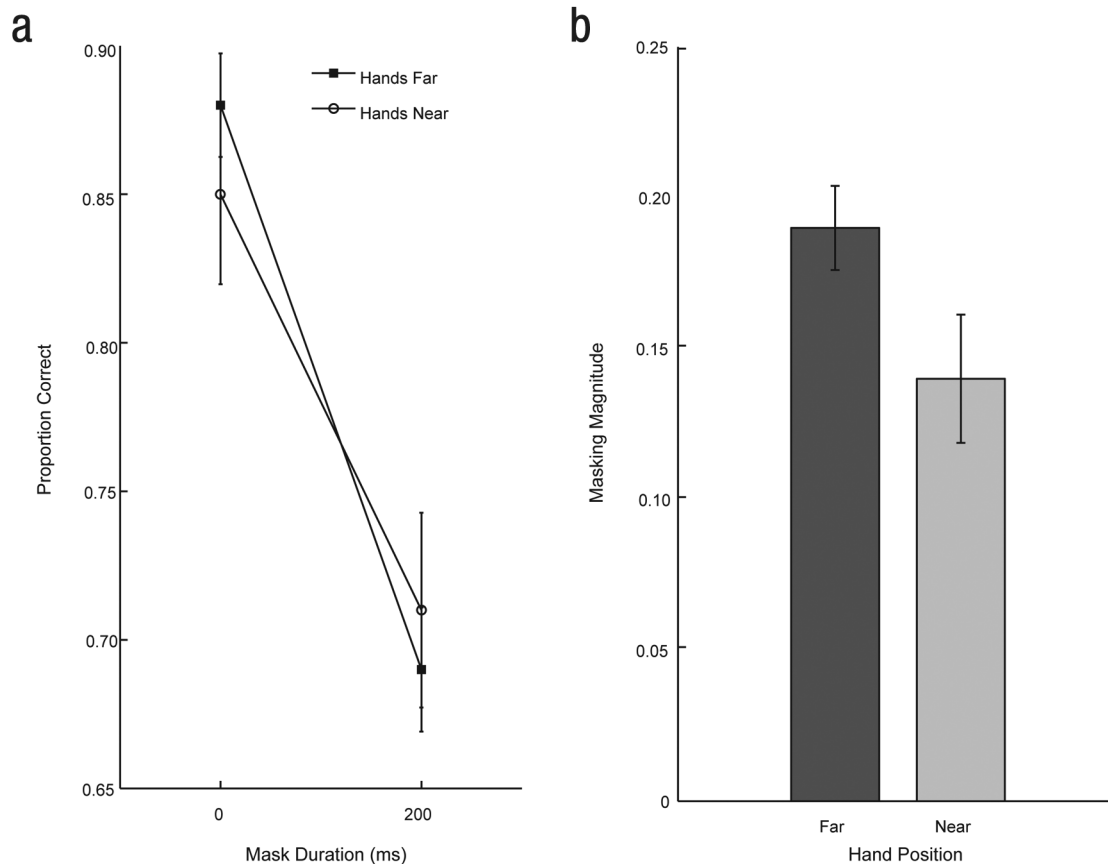 a
0.90
0.85
0.80
0.75
0.70
0.65
Proportion Correct
Hands Far
Hands Near
0
200
Mask Duration (ms)
b
0.25
0.20
0.15
0.10
0.05
0
Masking Magnitude
Far
Near
Hand Position